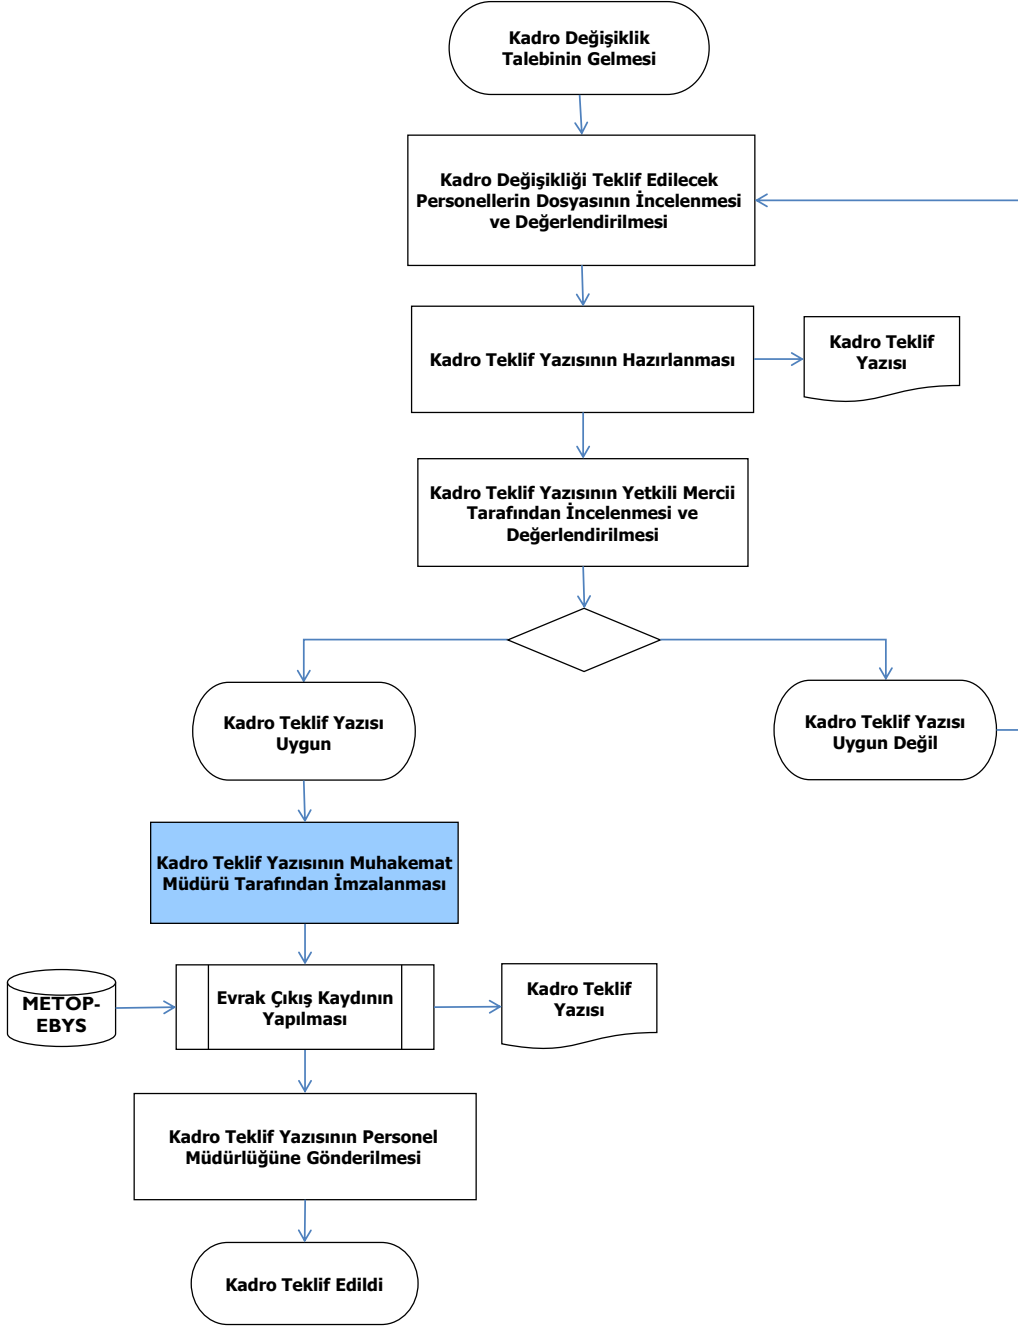 Kadro Değişiklik
Talebinin Gelmesi
Kadro Değişikliği Teklif Edilecek
Personellerin Dosyasının İncelenmesi
ve Değerlendirilmesi
Kadro Teklif Yazısının Hazırlanması
Kadro Teklif
Yazısı
Kadro Teklif Yazısının Yetkili Mercii
Tarafından İncelenmesi ve
Değerlendirilmesi
Kadro Teklif Yazısı
Uygun
Kadro Teklif Yazısı
Uygun Değil
Kadro Teklif Yazısının Muhakemat
Müdürü Tarafından İmzalanması
METOP-
EBYS
Evrak Çıkış Kaydının
Yapılması
Kadro Teklif
Yazısı
Kadro Teklif Yazısının Personel
Müdürlüğüne Gönderilmesi
Kadro Teklif Edildi